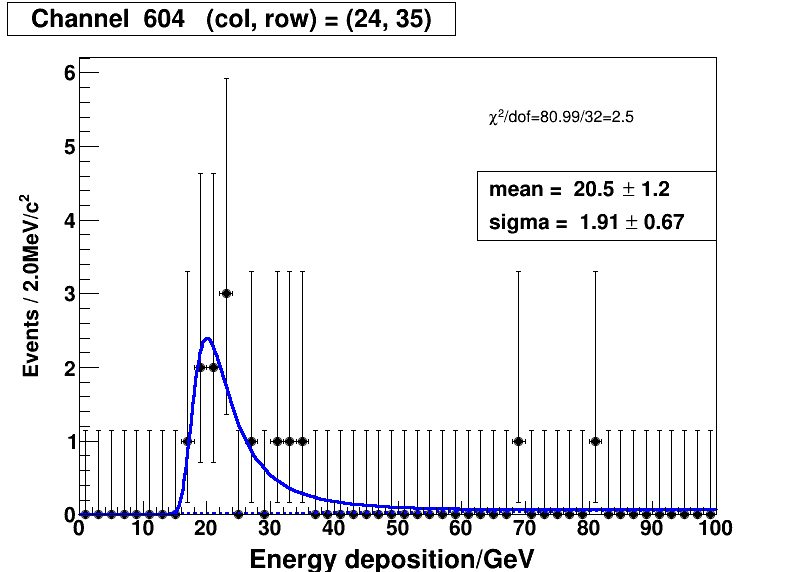 Channel 604 (col, row) = (24, 35)
χ²/dof=80.99/32=2.5
mean = 20.5 ± 1.2
sigma = 1.91 ± 0.67
Events / 2.0MeV/c²
6
5
4
3
2
1
0
0 10 20 30 40 50 60 70 80 90 100
Energy deposition/GeV